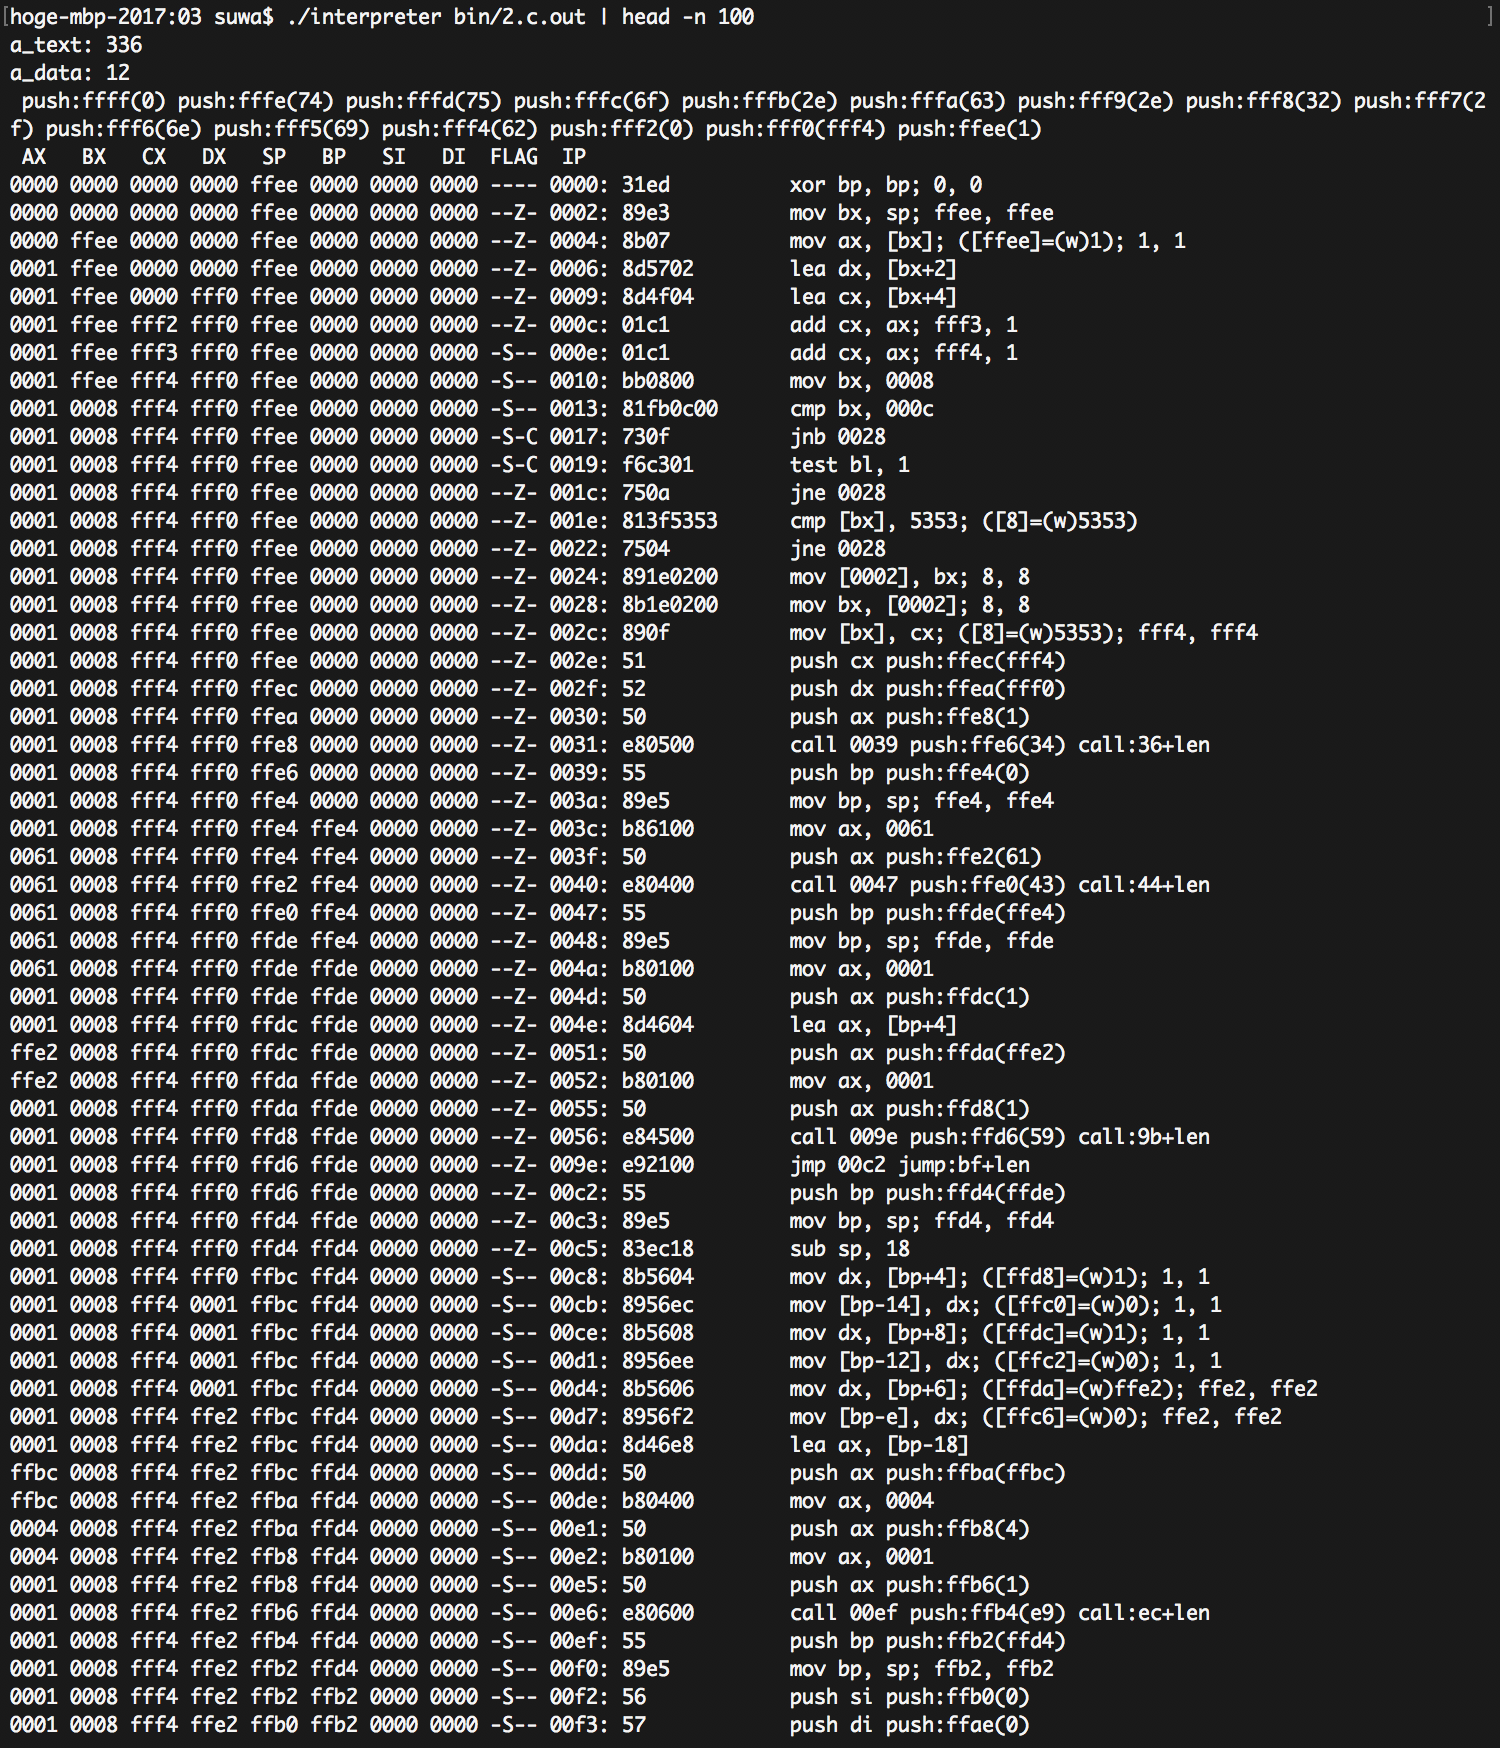 [hoge-mbp-2017:03 suwa$ ./interpreter bin/2.c.out | head -n 100 ]
a_text: 336
a_data: 12
 push:ffff(0) push:fffe(74) push:fffd(75) push:fffc(6f) push:fffb(2e) push:fffa(63) push:fff9(2e) push:fff8(32) push:fff7(2
f) push:fff6(6e) push:fff5(69) push:fff4(62) push:fff2(0) push:fff0(fff4) push:ffee(1)
 AX   BX   CX   DX   SP   BP   SI   DI  FLAG  IP
0000 0000 0000 0000 ffee 0000 0000 0000 ---- 0000: 31ed          xor bp, bp; 0, 0
0000 0000 0000 0000 ffee 0000 0000 0000 --Z- 0002: 89e3          mov bx, sp; ffee, ffee
0000 ffee 0000 0000 ffee 0000 0000 0000 --Z- 0004: 8b07          mov ax, [bx]; ([ffee]=(w)1); 1, 1
0001 ffee 0000 0000 ffee 0000 0000 0000 --Z- 0006: 8d5702        lea dx, [bx+2]
0001 ffee 0000 fff0 ffee 0000 0000 0000 --Z- 0009: 8d4f04        lea cx, [bx+4]
0001 ffee fff2 fff0 ffee 0000 0000 0000 --Z- 000c: 01c1          add cx, ax; fff3, 1
0001 ffee fff3 fff0 ffee 0000 0000 0000 -S-- 000e: 01c1          add cx, ax; fff4, 1
0001 ffee fff4 fff0 ffee 0000 0000 0000 -S-- 0010: bb0800        mov bx, 0008
0001 0008 fff4 fff0 ffee 0000 0000 0000 -S-- 0013: 81fb0c00      cmp bx, 000c
0001 0008 fff4 fff0 ffee 0000 0000 0000 -S-C 0017: 730f          jnb 0028
0001 0008 fff4 fff0 ffee 0000 0000 0000 -S-C 0019: f6c301        test bl, 1
0001 0008 fff4 fff0 ffee 0000 0000 0000 --Z- 001c: 750a          jne 0028
0001 0008 fff4 fff0 ffee 0000 0000 0000 --Z- 001e: 813f5353      cmp [bx], 5353; ([8]=(w)5353)
0001 0008 fff4 fff0 ffee 0000 0000 0000 --Z- 0022: 7504          jne 0028
0001 0008 fff4 fff0 ffee 0000 0000 0000 --Z- 0024: 891e0200      mov [0002], bx; 8, 8
0001 0008 fff4 fff0 ffee 0000 0000 0000 --Z- 0028: 8b1e0200      mov bx, [0002]; 8, 8
0001 0008 fff4 fff0 ffee 0000 0000 0000 --Z- 002c: 890f          mov [bx], cx; ([8]=(w)5353); fff4, fff4
0001 0008 fff4 fff0 ffee 0000 0000 0000 --Z- 002e: 51            push cx push:ffec(fff4)
0001 0008 fff4 fff0 ffec 0000 0000 0000 --Z- 002f: 52            push dx push:ffea(fff0)
0001 0008 fff4 fff0 ffea 0000 0000 0000 --Z- 0030: 50            push ax push:ffe8(1)
0001 0008 fff4 fff0 ffe8 0000 0000 0000 --Z- 0031: e80500        call 0039 push:ffe6(34) call:36+len
0001 0008 fff4 fff0 ffe6 0000 0000 0000 --Z- 0039: 55            push bp push:ffe4(0)
0001 0008 fff4 fff0 ffe4 0000 0000 0000 --Z- 003a: 89e5          mov bp, sp; ffe4, ffe4
0001 0008 fff4 fff0 ffe4 ffe4 0000 0000 --Z- 003c: b86100        mov ax, 0061
0061 0008 fff4 fff0 ffe4 ffe4 0000 0000 --Z- 003f: 50            push ax push:ffe2(61)
0061 0008 fff4 fff0 ffe2 ffe4 0000 0000 --Z- 0040: e80400        call 0047 push:ffe0(43) call:44+len
0061 0008 fff4 fff0 ffe0 ffe4 0000 0000 --Z- 0047: 55            push bp push:ffde(ffe4)
0061 0008 fff4 fff0 ffde ffe4 0000 0000 --Z- 0048: 89e5          mov bp, sp; ffde, ffde
0061 0008 fff4 fff0 ffde ffde 0000 0000 --Z- 004a: b80100        mov ax, 0001
0001 0008 fff4 fff0 ffde ffde 0000 0000 --Z- 004d: 50            push ax push:ffdc(1)
0001 0008 fff4 fff0 ffdc ffde 0000 0000 --Z- 004e: 8d4604        lea ax, [bp+4]
ffe2 0008 fff4 fff0 ffdc ffde 0000 0000 --Z- 0051: 50            push ax push:ffda(ffe2)
ffe2 0008 fff4 fff0 ffda ffde 0000 0000 --Z- 0052: b80100        mov ax, 0001
0001 0008 fff4 fff0 ffda ffde 0000 0000 --Z- 0055: 50            push ax push:ffd8(1)
0001 0008 fff4 fff0 ffd8 ffde 0000 0000 --Z- 0056: e84500        call 009e push:ffd6(59) call:9b+len
0001 0008 fff4 fff0 ffd6 ffde 0000 0000 --Z- 009e: e92100        jmp 00c2 jump:bf+len
0001 0008 fff4 fff0 ffd6 ffde 0000 0000 --Z- 00c2: 55            push bp push:ffd4(ffde)
0001 0008 fff4 fff0 ffd4 ffde 0000 0000 --Z- 00c3: 89e5          mov bp, sp; ffd4, ffd4
0001 0008 fff4 fff0 ffd4 ffd4 0000 0000 --Z- 00c5: 83ec18        sub sp, 18
0001 0008 fff4 fff0 ffbc ffd4 0000 0000 -S-- 00c8: 8b5604        mov dx, [bp+4]; ([ffd8]=(w)1); 1, 1
0001 0008 fff4 0001 ffbc ffd4 0000 0000 -S-- 00cb: 8956ec        mov [bp-14], dx; ([ffc0]=(w)0); 1, 1
0001 0008 fff4 0001 ffbc ffd4 0000 0000 -S-- 00ce: 8b5608        mov dx, [bp+8]; ([ffdc]=(w)1); 1, 1
0001 0008 fff4 0001 ffbc ffd4 0000 0000 -S-- 00d1: 8956ee        mov [bp-12], dx; ([ffc2]=(w)0); 1, 1
0001 0008 fff4 0001 ffbc ffd4 0000 0000 -S-- 00d4: 8b5606        mov dx, [bp+6]; ([ffda]=(w)ffe2); ffe2, ffe2
0001 0008 fff4 ffe2 ffbc ffd4 0000 0000 -S-- 00d7: 8956f2        mov [bp-e], dx; ([ffc6]=(w)0); ffe2, ffe2
0001 0008 fff4 ffe2 ffbc ffd4 0000 0000 -S-- 00da: 8d46e8        lea ax, [bp-18]
ffbc 0008 fff4 ffe2 ffbc ffd4 0000 0000 -S-- 00dd: 50            push ax push:ffba(ffbc)
ffbc 0008 fff4 ffe2 ffba ffd4 0000 0000 -S-- 00de: b80400        mov ax, 0004
0004 0008 fff4 ffe2 ffba ffd4 0000 0000 -S-- 00e1: 50            push ax push:ffb8(4)
0004 0008 fff4 ffe2 ffb8 ffd4 0000 0000 -S-- 00e2: b80100        mov ax, 0001
0001 0008 fff4 ffe2 ffb8 ffd4 0000 0000 -S-- 00e5: 50            push ax push:ffb6(1)
0001 0008 fff4 ffe2 ffb6 ffd4 0000 0000 -S-- 00e6: e80600        call 00ef push:ffb4(e9) call:ec+len
0001 0008 fff4 ffe2 ffb4 ffd4 0000 0000 -S-- 00ef: 55            push bp push:ffb2(ffd4)
0001 0008 fff4 ffe2 ffb2 ffd4 0000 0000 -S-- 00f0: 89e5          mov bp, sp; ffb2, ffb2
0001 0008 fff4 ffe2 ffb2 ffb2 0000 0000 -S-- 00f2: 56            push si push:ffb0(0)
0001 0008 fff4 ffe2 ffb0 ffb2 0000 0000 -S-- 00f3: 57            push di push:ffae(0)